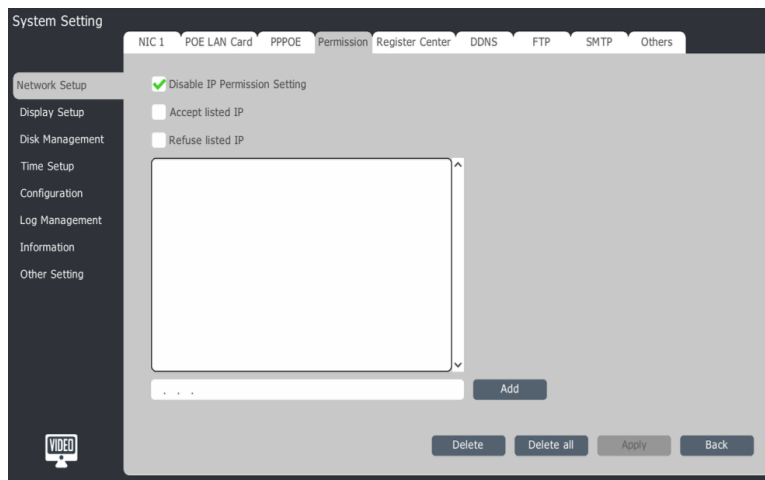 System Setting
NIC 1 POE LAN Card PPPOE Permission Register Center DDNS FTP SMTP Others
Network Setup
Display Setup
Disk Management
Time Setup
Configuration
Log Management
Information
Other Setting
Disable IP Permission Setting
Accept listed IP
Refuse listed IP
. . .
Add
VIDEO
Delete Delete all Apply Back